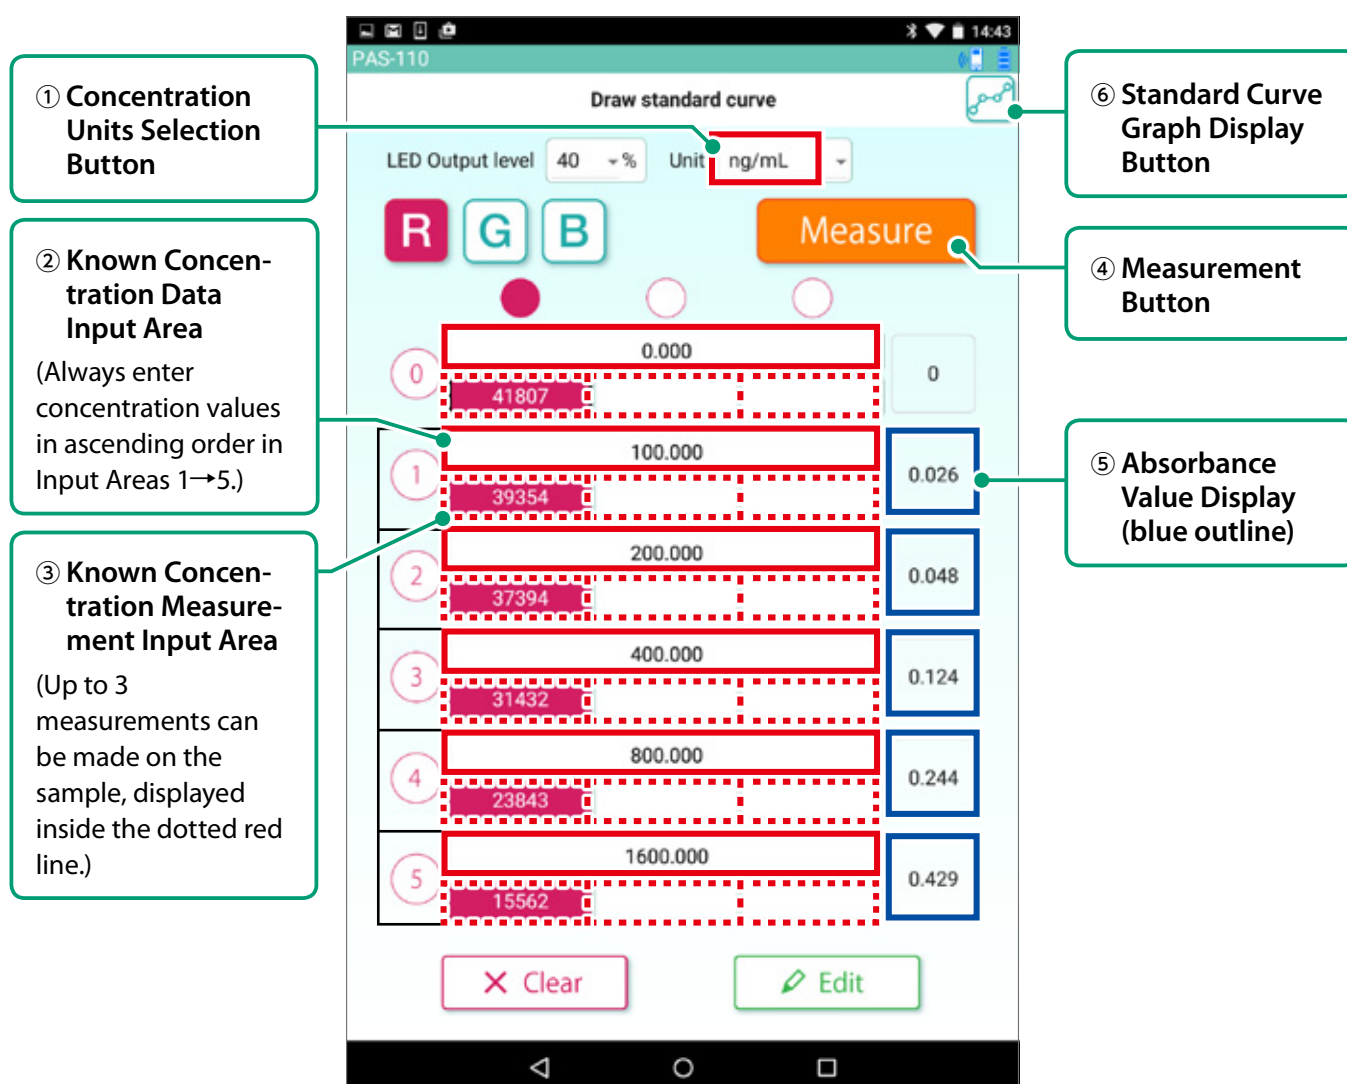 ① Concentration
Units Selection
Button
② Known Concen-
tration Data
Input Area
(Always enter
concentration values
in ascending order in
Input Areas 1→5.)
③ Known Concen-
tration Measure-
ment Input Area
(Up to 3
measurements can
be made on the
sample, displayed
inside the dotted red
line.)
14:43
PAS-110
Draw standard curve
LED Output level 40 % Unit ng/mL
R G B Measure
0.000
0 41807 0
100.000
1 39354 0.026
200.000
2 37394 0.048
400.000
3 31432 0.124
800.000
4 23843 0.244
1600.000
5 15562 0.429
Clear Edit
⑥ Standard Curve
Graph Display
Button
④ Measurement
Button
⑤ Absorbance
Value Display
(blue outline)